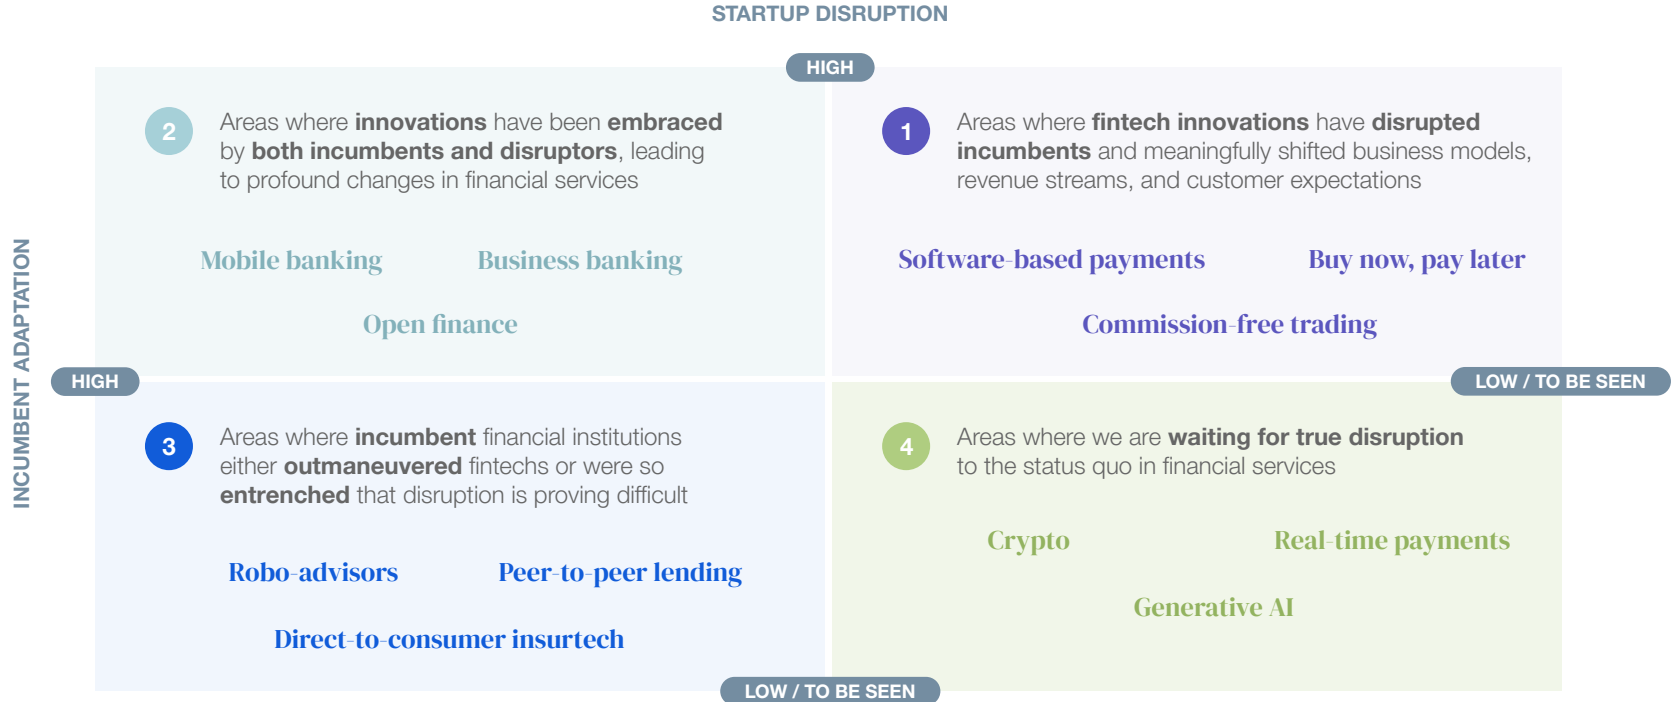 STARTUP DISRUPTION
HIGH
2
Areas where innovations have been embraced
by both incumbents and disruptors, leading
to profound changes in financial services
Mobile banking
Business banking
Open finance
1
Areas where fintech innovations have disrupted
incumbents and meaningfully shifted business models,
revenue streams, and customer expectations
Software-based payments
Buy now, pay later
Commission-free trading
INCUMBENT ADAPTATION
HIGH
LOW / TO BE SEEN
3
Areas where incumbent financial institutions
either outmaneuvered fintechs or were so
entrenched that disruption is proving difficult
Robo-advisors
Peer-to-peer lending
Direct-to-consumer insurtech
4
Areas where we are waiting for true disruption
to the status quo in financial services
Crypto
Real-time payments
Generative AI
LOW / TO BE SEEN